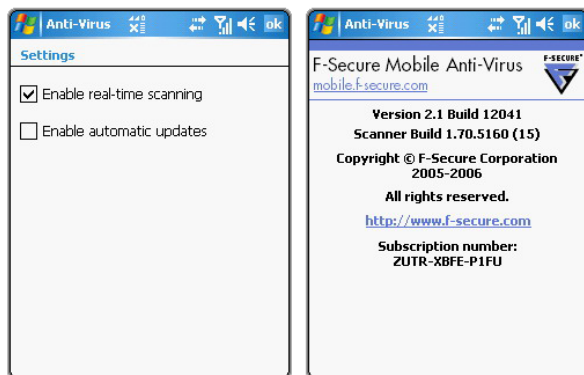 Anti-Virus
ok
Settings
Enable real-time scanning
Enable automatic updates
Anti-Virus
ok
F-Secure Mobile Anti-Virus
F-SECURE
mobile.f-secure.com
Version 2.1 Build 12041
Scanner Build 1.70.5160 (15)
Copyright © F-Secure Corporation
2005-2006
All rights reserved.
http://www.f-secure.com
Subscription number:
ZUTR-XBFE-P1FU